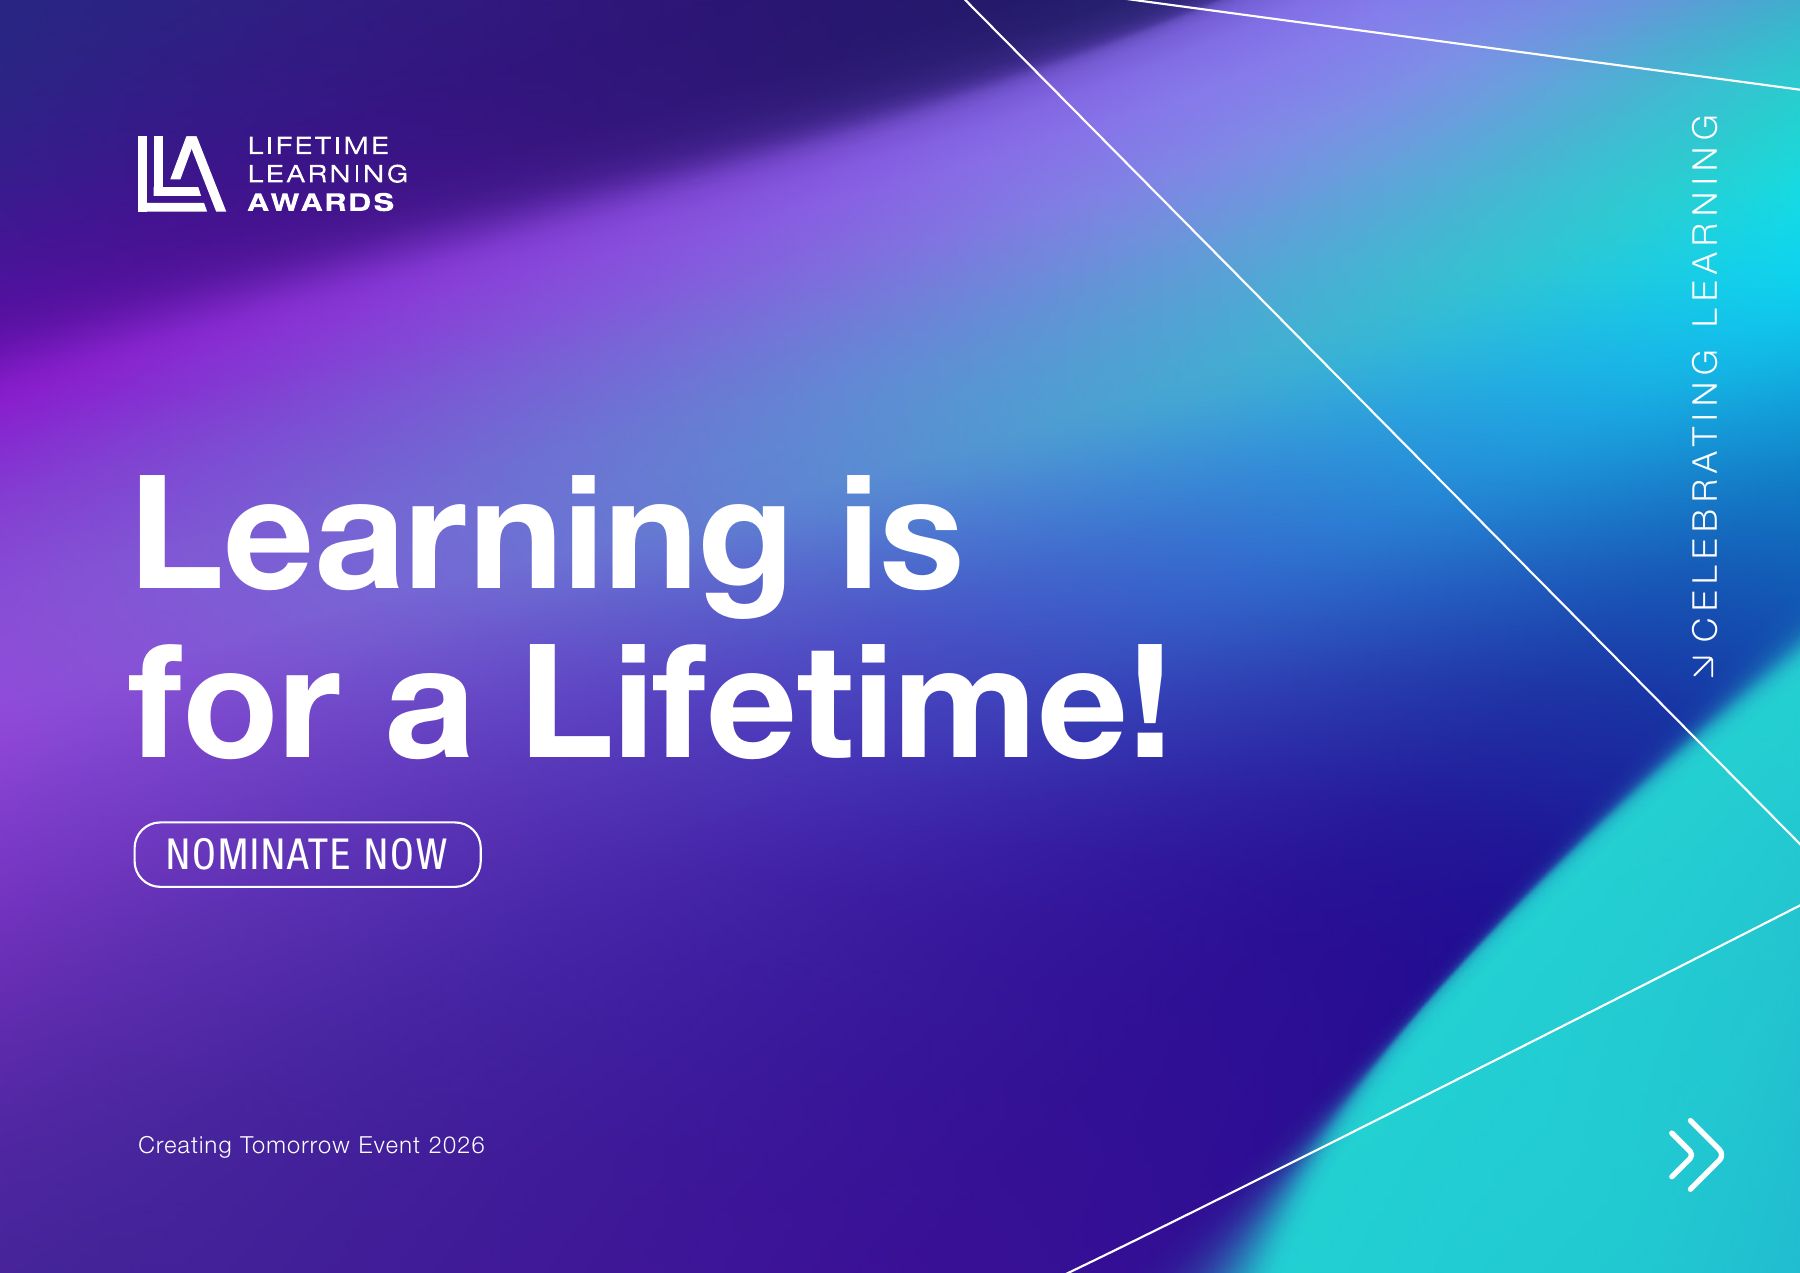 LIFETIME
LEARNING
AWARDS
CELEBRATING LEARNING
Learning is
for a Lifetime!
NOMINATE NOW
Creating Tomorrow Event 2026